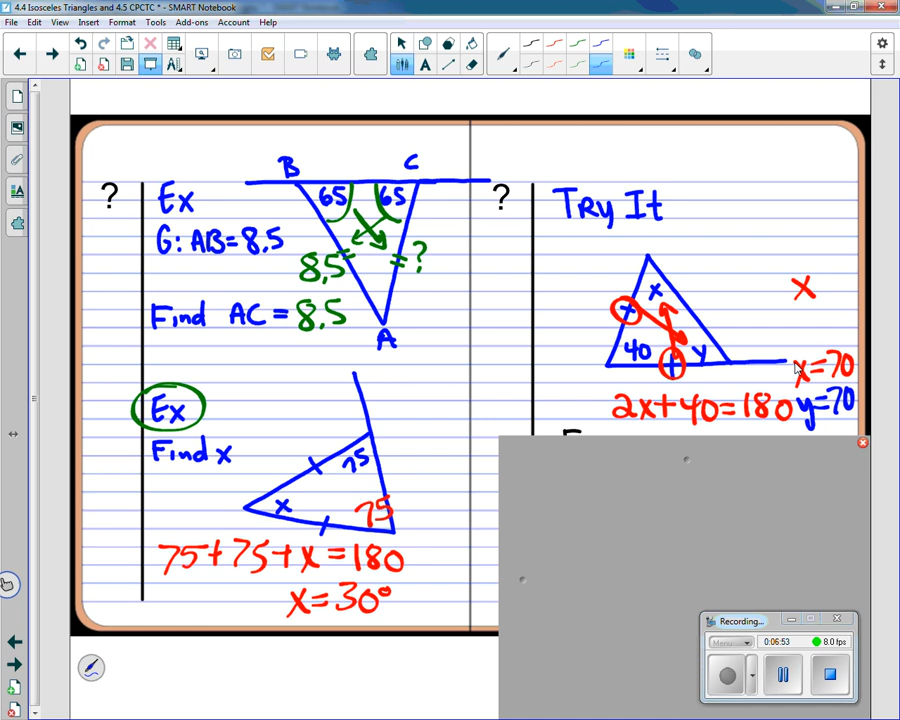 4.4 Isosceles Triangles and 4.5 CPCTC * - SMART Notebook
File Edit View Insert Format Tools Add-ons Account Help
?
Ex
G: AB=8.5
Find AC = 8.5
B C
65 65
8.5 ?
A
Ex
Find x
75
x 75
75+75+x=180
x=30°
?
Try It
x
x
40 y
x=70
2x+40=180 y=70
Recording...
Menu 0:06:53 8.0 fps